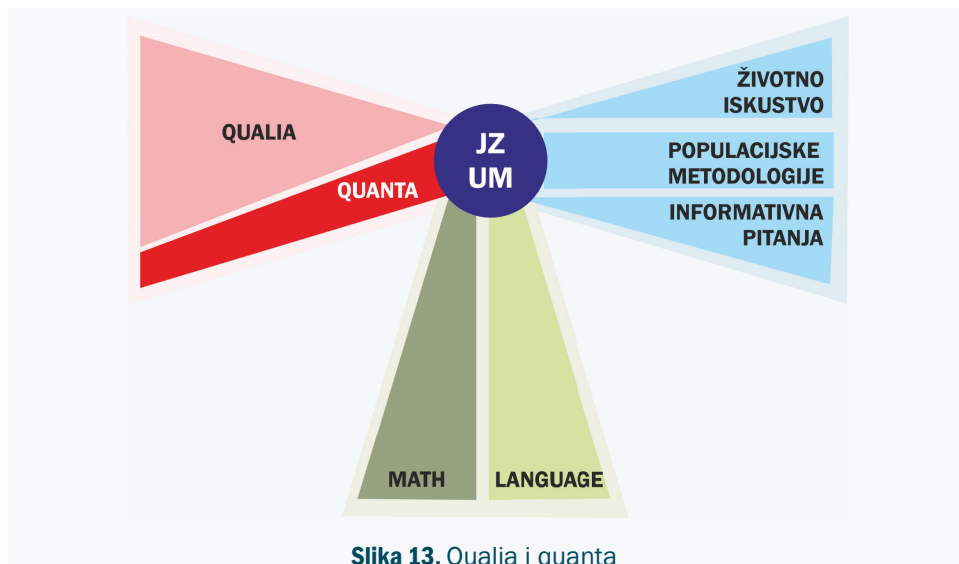 QUALIA
QUANTA
JZ
UM
ŽIVOTNO
ISKUSTVO
POPULACIJSKE
METODOLOGIJE
INFORMATIVNA
PITANJA
MATH
LANGUAGE
Slika 13. Qualia i quanta